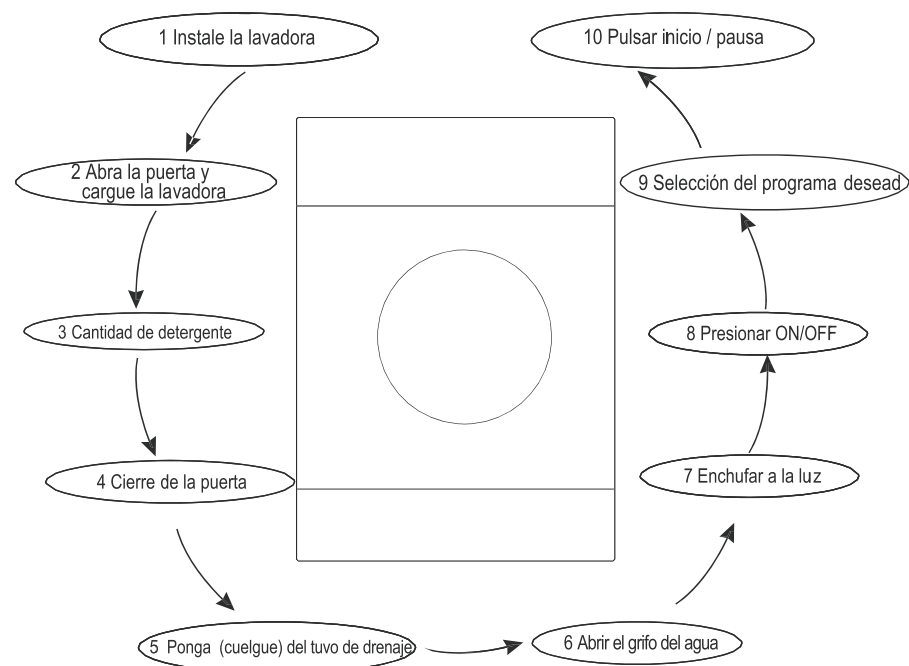 1 Instale la lavadora
2 Abra la puerta y
cargue la lavadora
3 Cantidad de detergente
4 Cierre de la puerta
5 Ponga (cuelgue) del tuvo de drenaje
6 Abrir el grifo del agua
7 Enchufar a la luz
8 Presionar ON/OFF
9 Selección del programa desead
10 Pulsar inicio / pausa